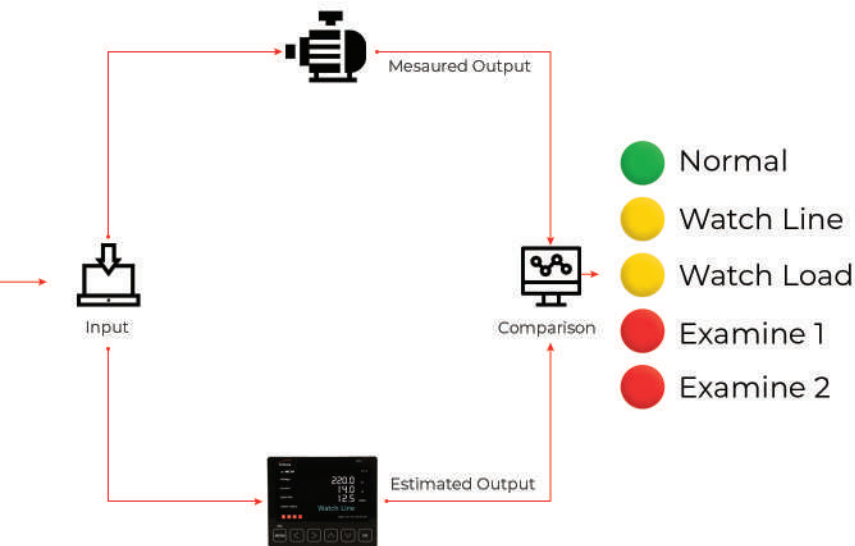 Mesaured Output
Normal
Watch Line
Watch Load
Examine 1
Examine 2
Input
Comparison
Estimated Output
220.0
14.0
12.5
Watch Line